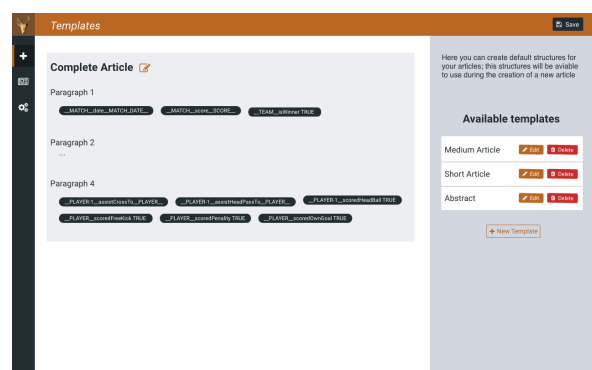 Templates
Save
Complete Article
Paragraph 1
__MATCH__date__MATCH_DATE__
__MATCH__score__SCORE__
__TEAM__isWinner TRUE
Paragraph 2
...
Paragraph 4
__PLAYER-1__assistCrossTo__PLAYER__
__PLAYER-1__assistHeadPassTo__PLAYER__
__PLAYER-1__scoredHeadBall TRUE
__PLAYER__scoredFreeKick TRUE
__PLAYER__scoredPenality TRUE
__PLAYER__scoredOwnGoal TRUE
Here you can create default structures for
your articles; this structures will be aviable
to use during the creation of a new article
Available templates
Medium Article
Edit
Delete
Short Article
Edit
Delete
Abstract
Edit
Delete
+ New Template